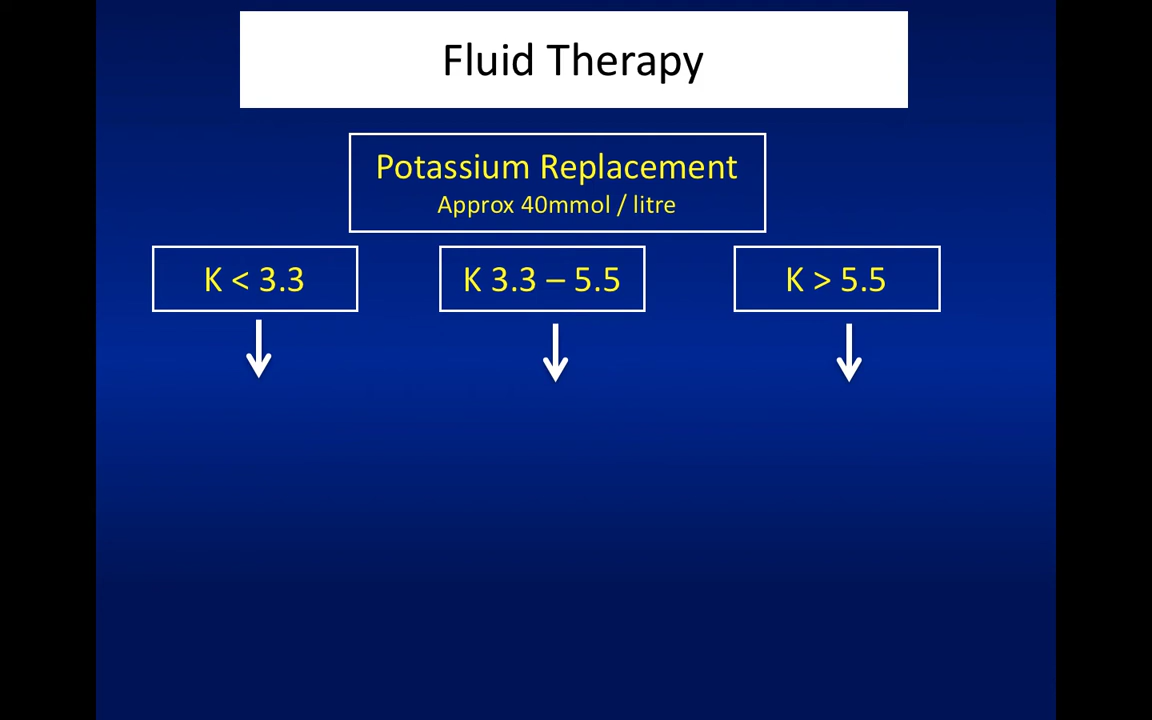 Fluid Therapy
Potassium Replacement
Approx 40mmol / litre
K < 3.3
K 3.3 – 5.5
K > 5.5